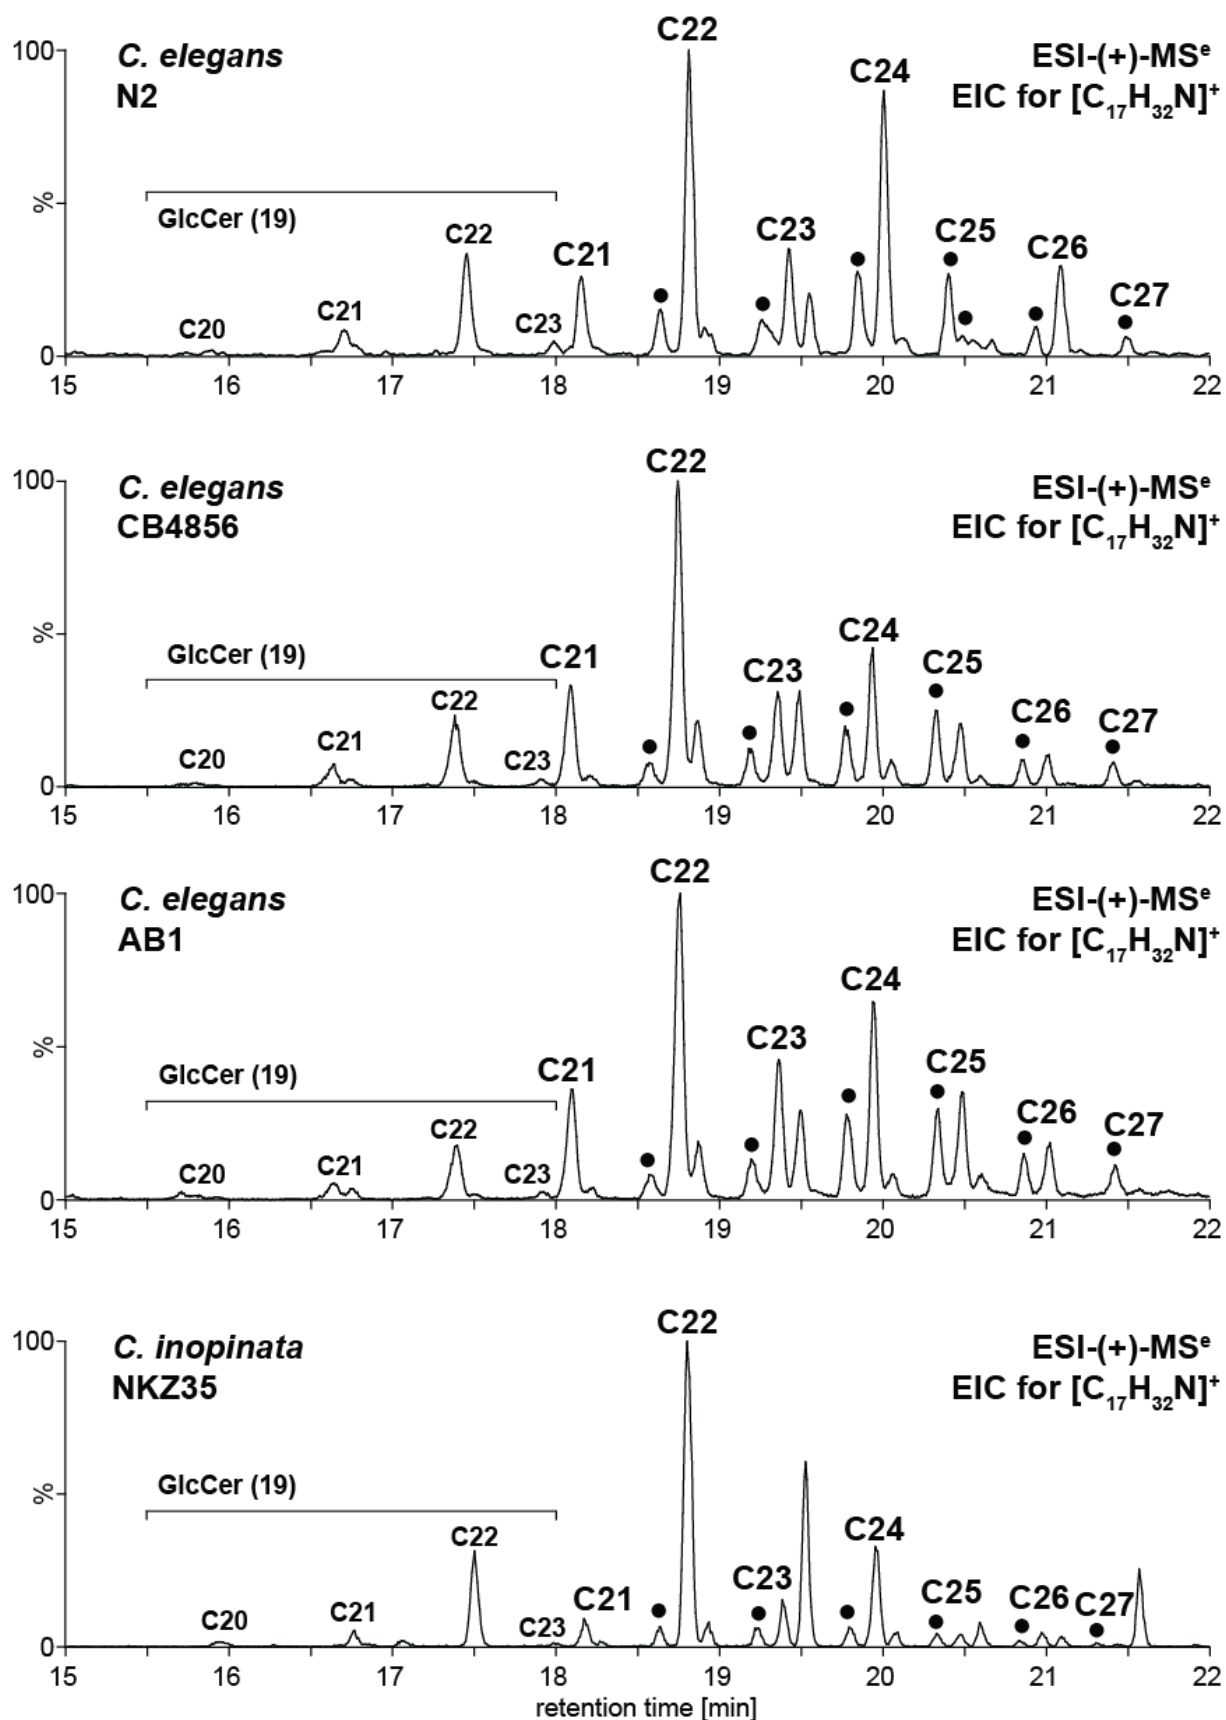 C. elegans
N2
ESI-(+)-MSᵉ
EIC for [C₁₇H₃₂N]⁺
100
%
0
GlcCer (19)
C20
C21
C22
C23
C21
C22
C23
C24
C25
C26
C27
15 16 17 18 19 20 21 22
C. elegans
CB4856
ESI-(+)-MSᵉ
EIC for [C₁₇H₃₂N]⁺
100
%
0
GlcCer (19)
C20
C21
C22
C23
C21
C22
C23
C24
C25
C26
C27
15 16 17 18 19 20 21 22
C. elegans
AB1
ESI-(+)-MSᵉ
EIC for [C₁₇H₃₂N]⁺
100
%
0
GlcCer (19)
C20
C21
C22
C23
C21
C22
C23
C24
C25
C26
C27
15 16 17 18 19 20 21 22
C. inopinata
NKZ35
ESI-(+)-MSᵉ
EIC for [C₁₇H₃₂N]⁺
100
%
0
GlcCer (19)
C20
C21
C22
C23
C21
C22
C23
C24
C25
C26
C27
15 16 17 18 19 20 21 22
retention time [min]